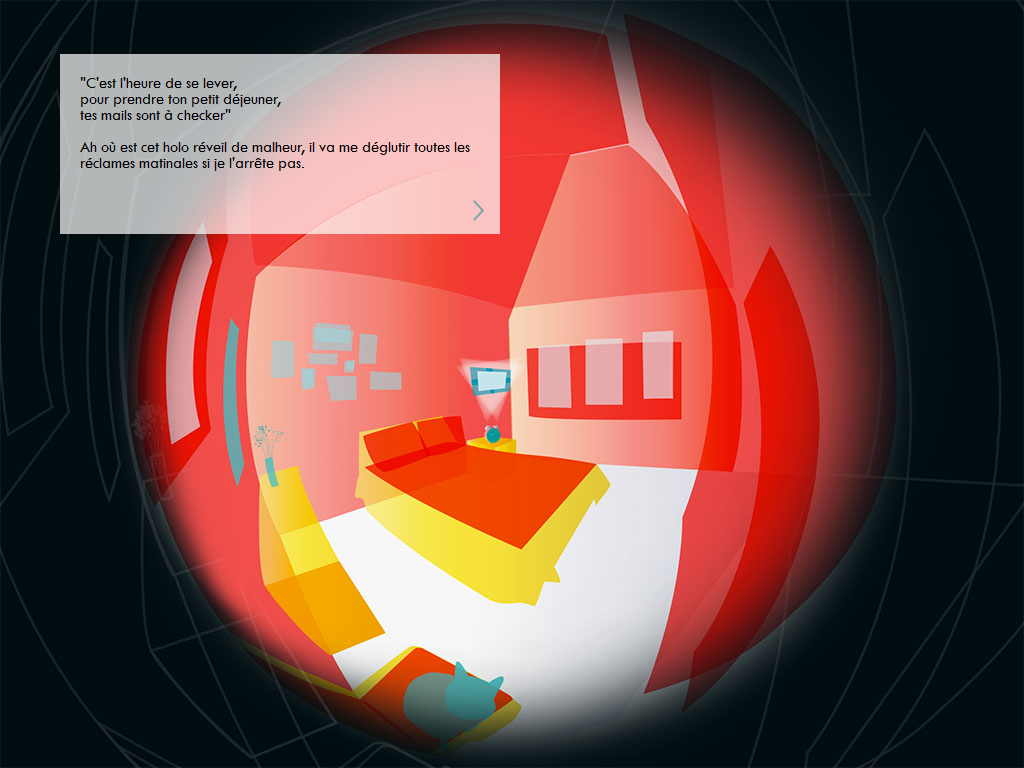 "C'est l'heure de se lever,
pour prendre ton petit déjeuner,
tes mails sont à checker"
Ah où est cet holo réveil de malheur, il va me déglutir toutes les
réclames matinales si je l'arrête pas.